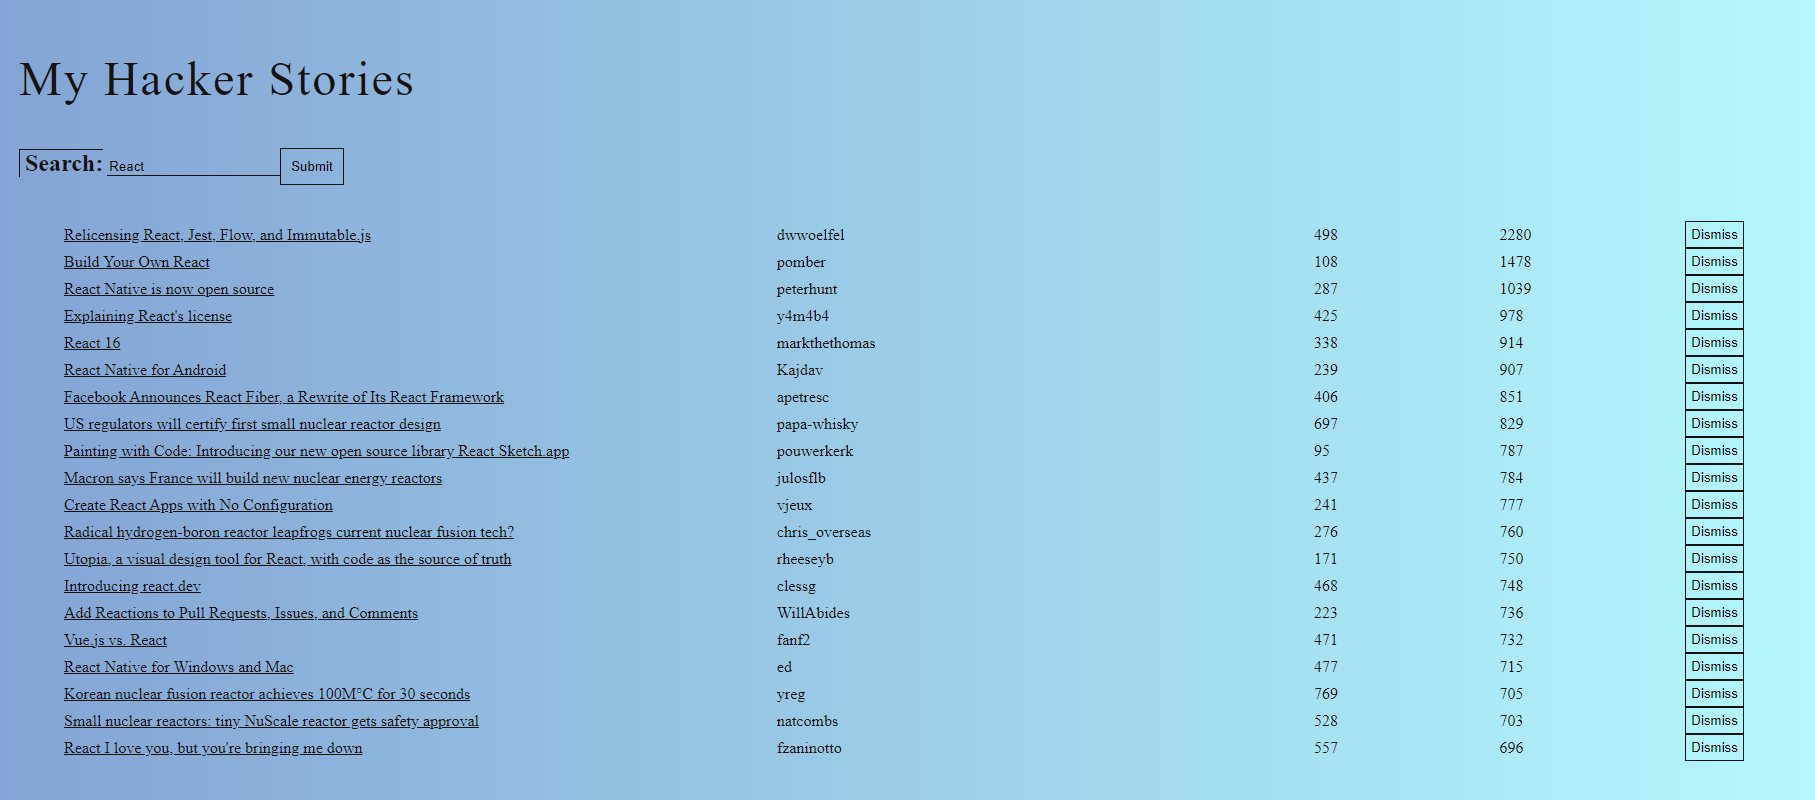 My Hacker Stories
Search: React Submit
Relicensing React, Jest, Flow, and Immutable.js dwwoelfel 498 2280 Dismiss
Build Your Own React pomber 108 1478 Dismiss
React Native is now open source peterhunt 287 1039 Dismiss
Explaining React's license y4m4b4 425 978 Dismiss
React 16 markthethomas 338 914 Dismiss
React Native for Android Kajdav 239 907 Dismiss
Facebook Announces React Fiber, a Rewrite of Its React Framework apetresc 406 851 Dismiss
US regulators will certify first small nuclear reactor design papa-whisky 697 829 Dismiss
Painting with Code: Introducing our new open source library React Sketch.app pouwerkerk 95 787 Dismiss
Macron says France will build new nuclear energy reactors julosflb 437 784 Dismiss
Create React Apps with No Configuration vjeux 241 777 Dismiss
Radical hydrogen-boron reactor leapfrogs current nuclear fusion tech? chris_overseas 276 760 Dismiss
Utopia, a visual design tool for React, with code as the source of truth rheeseyb 171 750 Dismiss
Introducing react.dev clessg 468 748 Dismiss
Add Reactions to Pull Requests, Issues, and Comments WillAbides 223 736 Dismiss
Vue.js vs. React fanf2 471 732 Dismiss
React Native for Windows and Mac ed 477 715 Dismiss
Korean nuclear fusion reactor achieves 100M°C for 30 seconds yreg 769 705 Dismiss
Small nuclear reactors: tiny NuScale reactor gets safety approval natcombs 528 703 Dismiss
React I love you, but you're bringing me down fzaninotto 557 696 Dismiss